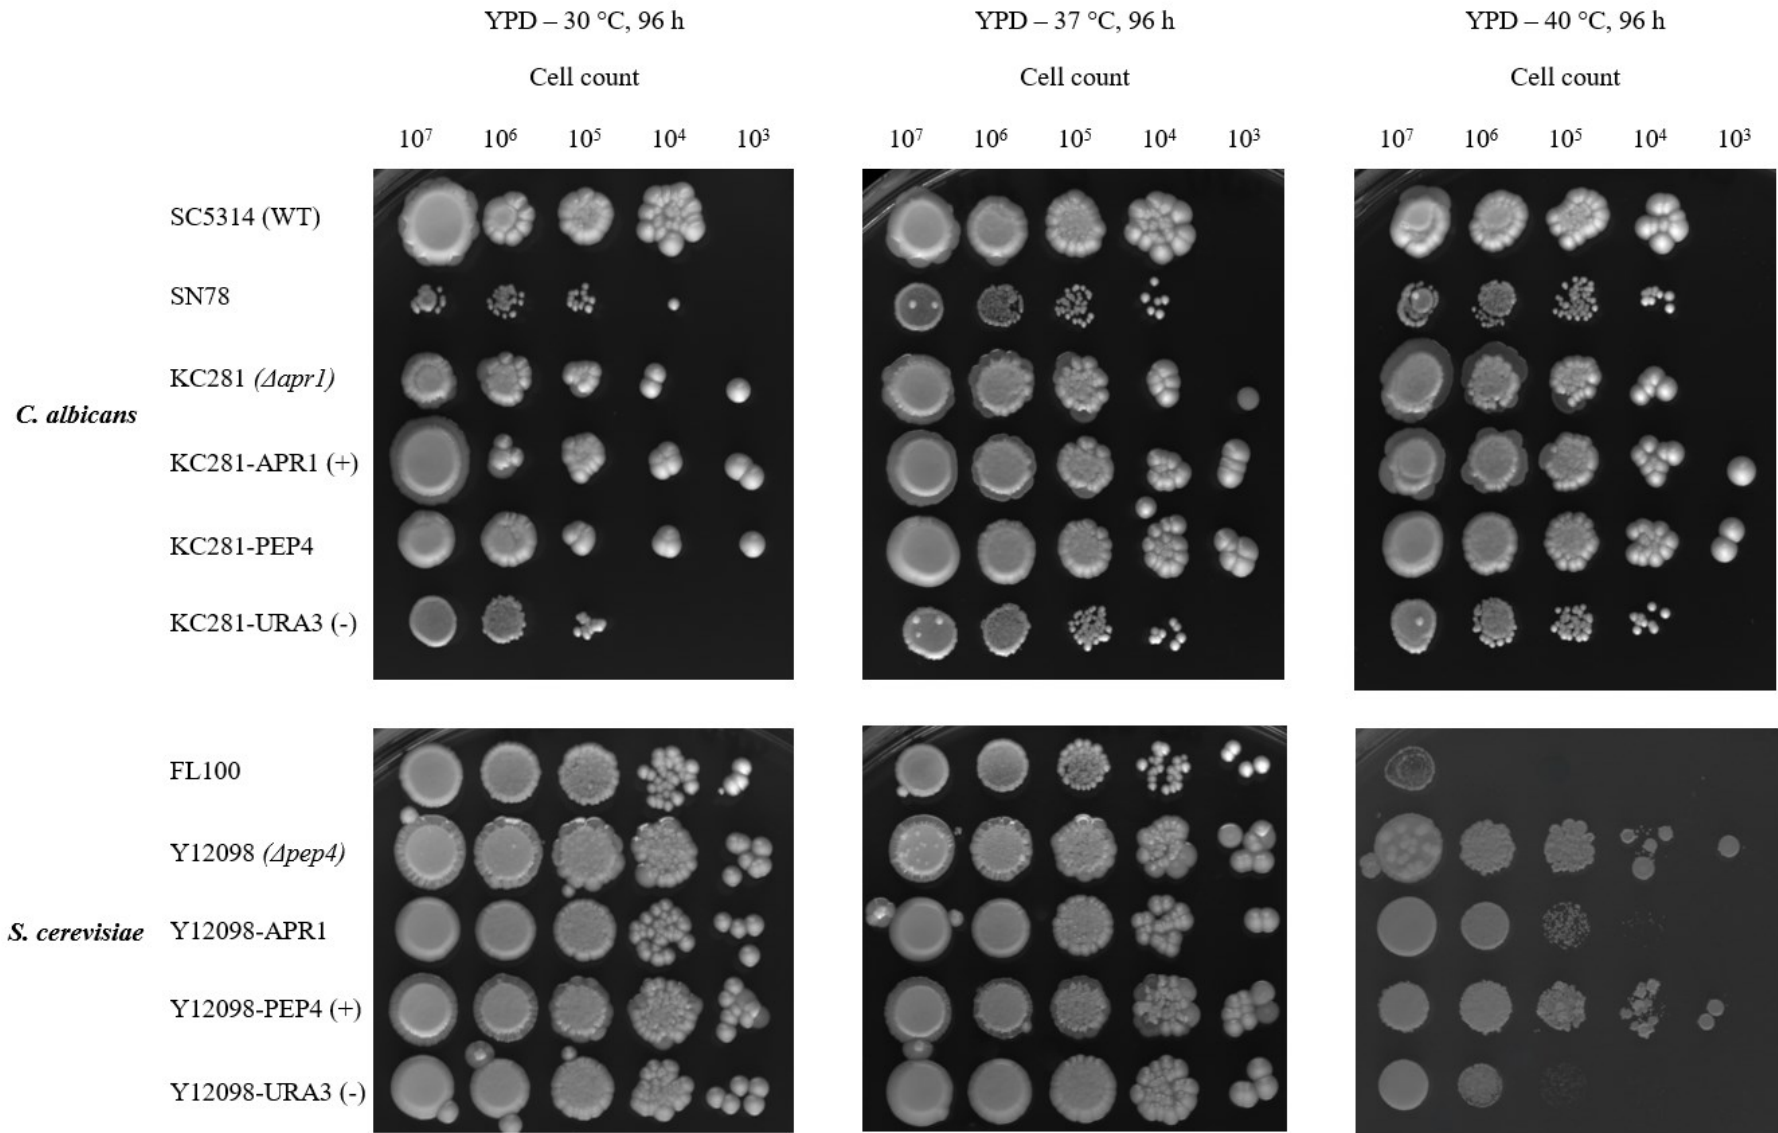 YPD – 30 °C, 96 h YPD – 37 °C, 96 h YPD – 40 °C, 96 h
Cell count Cell count Cell count
10⁷ 10⁶ 10⁵ 10⁴ 10³ 10⁷ 10⁶ 10⁵ 10⁴ 10³ 10⁷ 10⁶ 10⁵ 10⁴ 10³
SC5314 (WT)
SN78
KC281 (Δapr1)
C. albicans
KC281-APR1 (+)
KC281-PEP4
KC281-URA3 (-)
FL100
Y12098 (Δpep4)
S. cerevisiae Y12098-APR1
Y12098-PEP4 (+)
Y12098-URA3 (-)